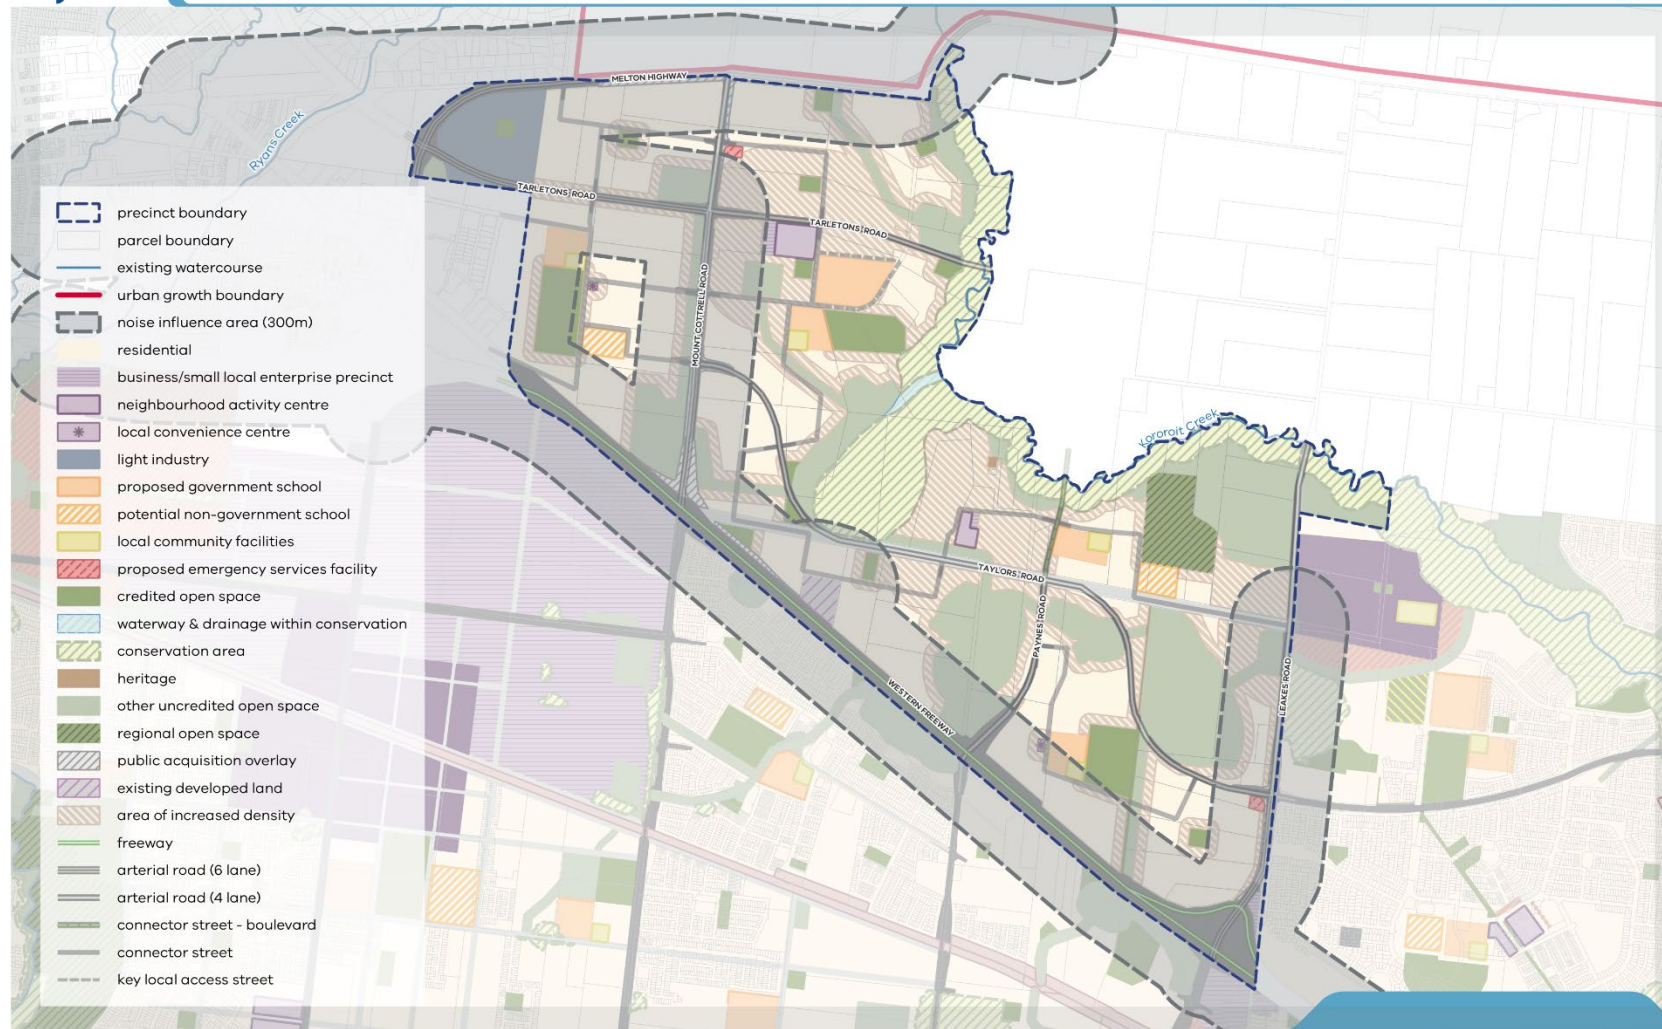 MELTON HIGHWAY
Ryans Creek
TARLETONS ROAD
TARLETONS ROAD
MOUNT COTTRELL ROAD
Kororoit Creek
TAYLORS ROAD
PAYNES ROAD
LEAKES ROAD
WESTERN FREEWAY
precinct boundary
parcel boundary
existing watercourse
urban growth boundary
noise influence area (300m)
residential
business/small local enterprise precinct
neighbourhood activity centre
local convenience centre
light industry
proposed government school
potential non-government school
local community facilities
proposed emergency services facility
credited open space
waterway & drainage within conservation
conservation area
heritage
other uncredited open space
regional open space
public acquisition overlay
existing developed land
area of increased density
freeway
arterial road (6 lane)
arterial road (4 lane)
connector street - boulevard
connector street
key local access street